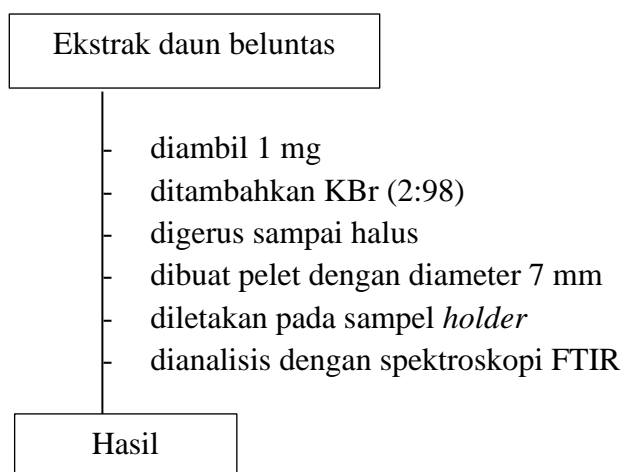 Ekstrak daun beluntas
- diambil 1 mg
- ditambahkan KBr (2:98)
- digerus sampai halus
- dibuat pelet dengan diameter 7 mm
- diletakan pada sampel holder
- dianalisis dengan spektroskopi FTIR
Hasil